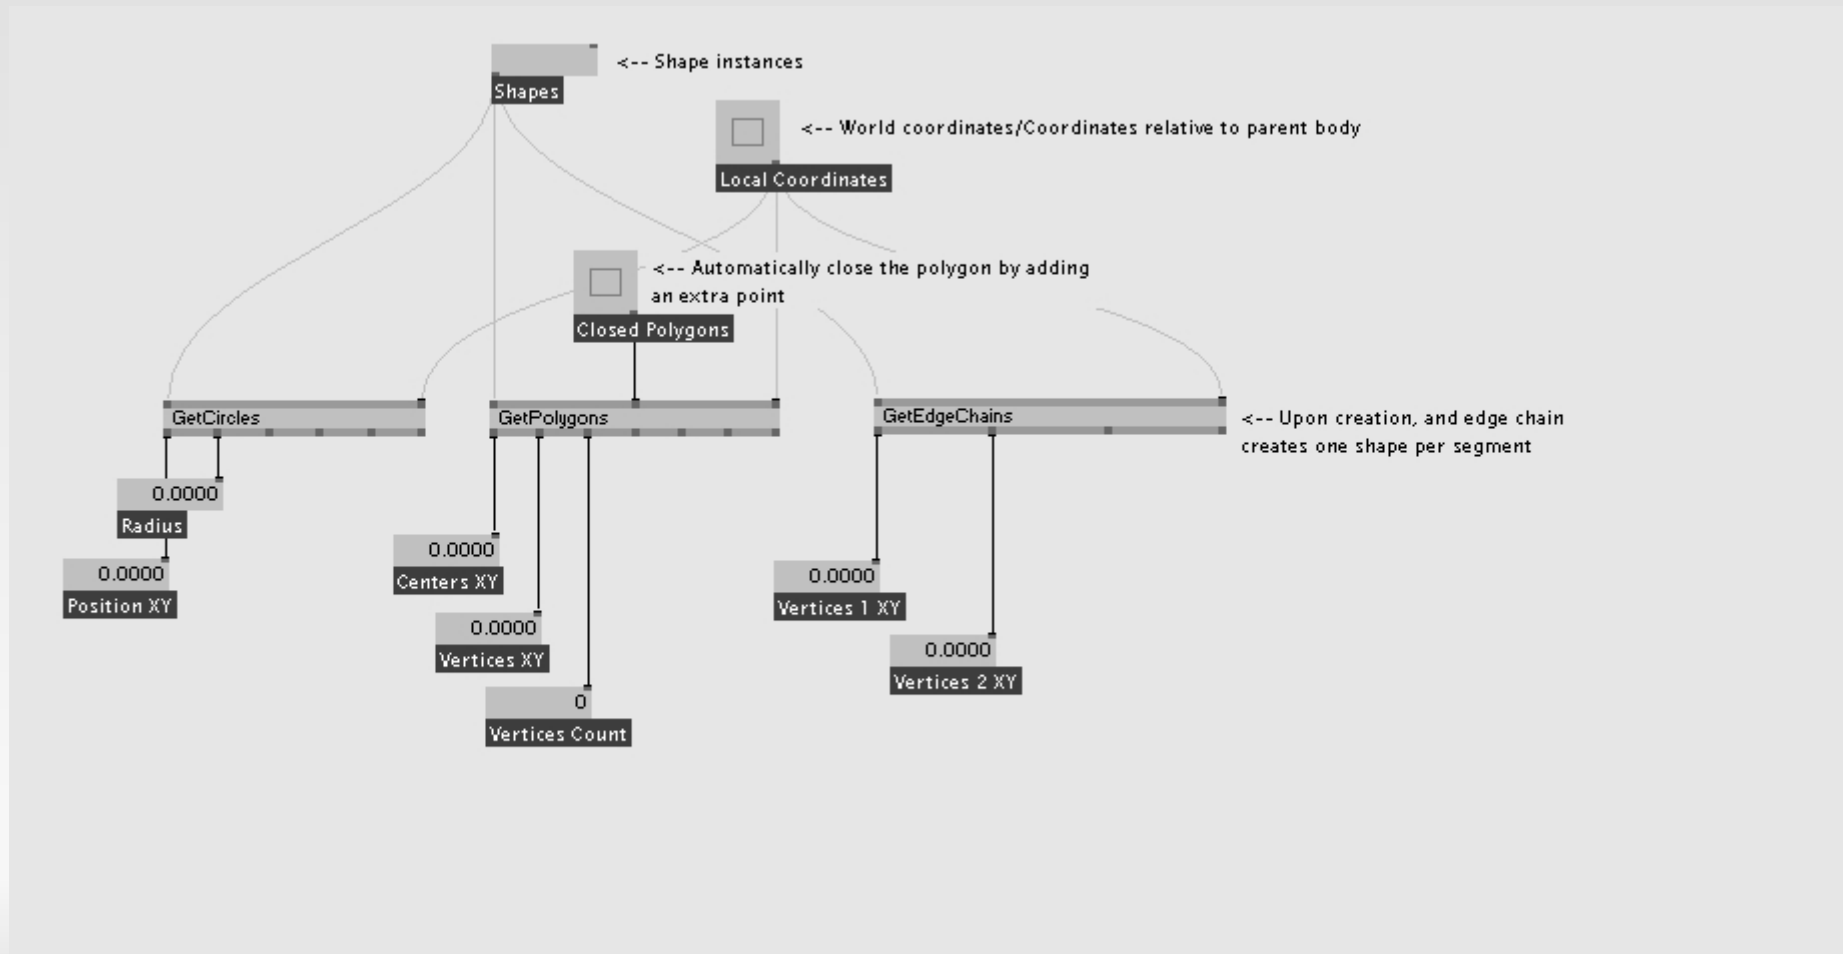 <-- Shape instances
Shapes
<-- World coordinates/Coordinates relative to parent body
Local Coordinates
<-- Automatically close the polygon by adding
an extra point
Closed Polygons
GetCircles
GetPolygons
GetEdgeChains
<-- Upon creation, and edge chain
creates one shape per segment
0.0000
Radius
0.0000
Position XY
0.0000
Centers XY
0.0000
Vertices XY
0
Vertices Count
0.0000
Vertices 1 XY
0.0000
Vertices 2 XY